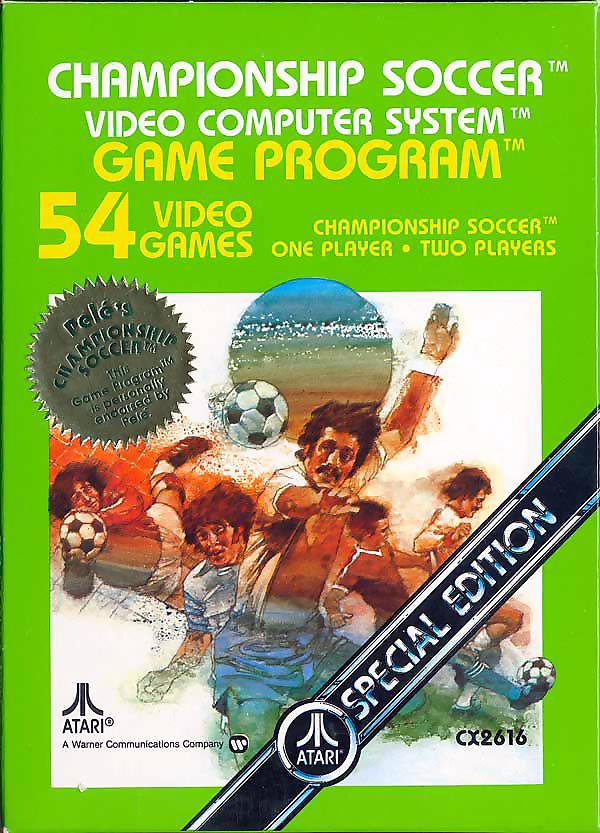 CHAMPIONSHIP SOCCER™
VIDEO COMPUTER SYSTEM™
GAME PROGRAM™
54 VIDEO GAMES
CHAMPIONSHIP SOCCER™
ONE PLAYER • TWO PLAYERS
Pelé's
CHAMPIONSHIP
SOCCER™
This
Game Program™
is personally
endorsed by
Pelé.
SPECIAL EDITION
ATARI
ATARI®
A Warner Communications Company
CX2616